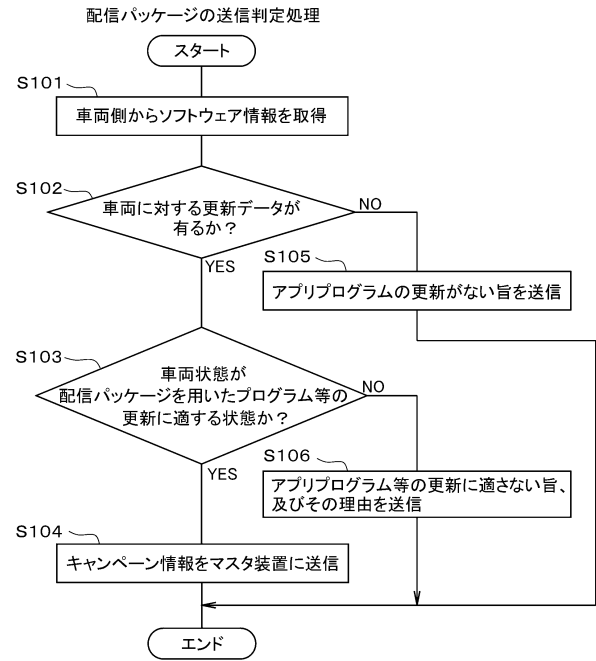 配信パッケージの送信判定処理
スタート
S101
車両側からソフトウェア情報を取得
S102
車両に対する更新データが
有るか？
NO
YES
S105
アプリプログラムの更新がない旨を送信
S103
車両状態が
配信パッケージを用いたプログラム等の
更新に適する状態か？
NO
YES
S106
アプリプログラム等の更新に適さない旨、
及びその理由を送信
S104
キャンペーン情報をマスタ装置に送信
エンド